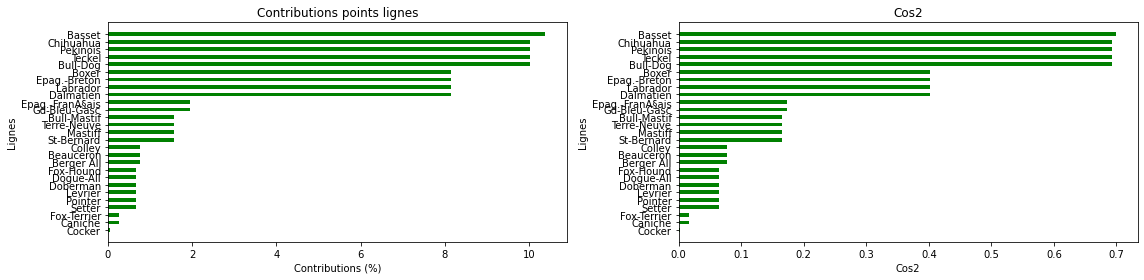 Contributions points lignes
Lignes
Basset
Chihuahua
Pekinois
Teckel
Bull-Dog
Boxer
Epag.-Breton
Labrador
Dalmatien
Epag.-FranÃ§ais
Gd-Bleu-Gasc
Bull-Mastif
Terre-Neuve
Mastiff
St-Bernard
Colley
Beauceron
Berger All
Fox-Hound
Dogue-All
Doberman
Levrier
Pointer
Setter
Fox-Terrier
Caniche
Cocker
0 2 4 6 8 10
Contributions (%)
Cos2
Lignes
Basset
Chihuahua
Pekinois
Teckel
Bull-Dog
Boxer
Epag.-Breton
Labrador
Dalmatien
Epag.-FranÃ§ais
Gd-Bleu-Gasc
Bull-Mastif
Terre-Neuve
Mastiff
St-Bernard
Colley
Beauceron
Berger All
Fox-Hound
Dogue-All
Doberman
Levrier
Pointer
Setter
Fox-Terrier
Caniche
Cocker
0.0 0.1 0.2 0.3 0.4 0.5 0.6 0.7
Cos2